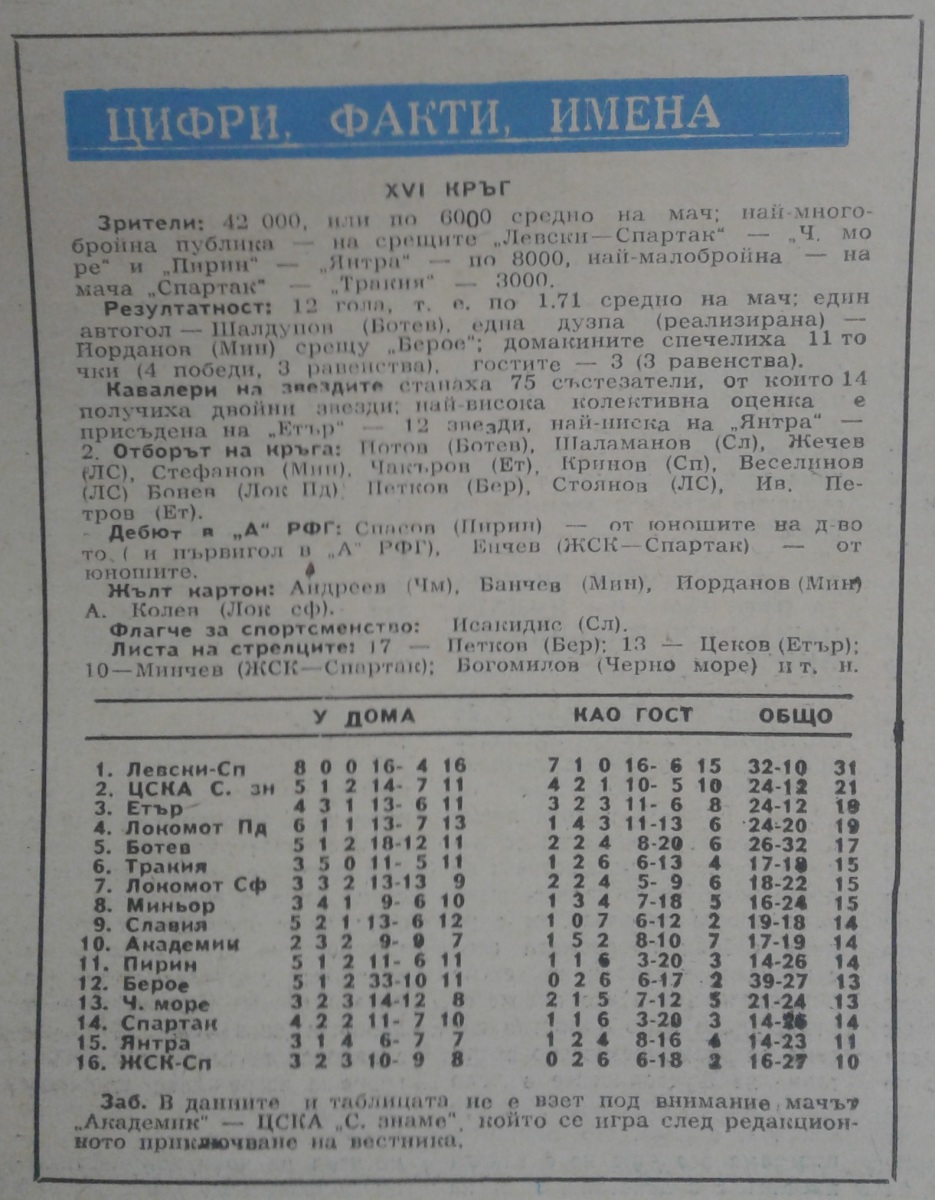 ЦИФРИ, ФАКТИ, ИМЕНА
XVI КРЪГ
Зрители: 42 000, или по 6000 средно на мач; най-много-
бройна публика — на срещите „Левски—Спартак“ — „Ч. мо
ре“ и „Пирин“ — „Янтра“ — по 8000, най-малобройна — на
мача „Спартак“ — „Тракия“ — 3000.
Резултатност: 12 гола, т. е. по 1.71 средно на мач; един
автогол — Шалдупов (Ботев), една дузпа (реализирана) —
Йорданов (Мин) срещу „Берое“; домакините спечелиха 11 то
чки (4 победи, 3 равенства), гостите — 3 (3 равенства).
Кавалери на звездите станаха 75 състезатели, от които 14
получиха двойни звезди; най-висока колективна оценка е
присъдена на „Етър“ — 12 звезди, най-ниска на „Янтра“ —
2. Отборът на кръга: Потов (Ботев), Шаламанов (Сл), Жечев
(ЛС), Стефанов (Мин), Чакъров (Ет), Кринов (Сп), Веселинов
(ЛС) Бонев (Лок Пд) Петков (Бер), Стоянов (ЛС), Ив. Пе-
тров (Ет).
Дебют в „А“ РФГ: Спасов (Пирин) — от юношите на д-во
то, ( и първигол в „А“ РФГ), Енчев (ЖСК—Спартак) — от
юношите.
Жълт картон: Андреев (Чм), Банчев (Мин), Йорданов (Мин)
А. Колев (Лок сф).
Флагче за спортсменство: Исакидис (Сл).
Листа на стрелците: 17 — Петков (Бер); 13 — Цеков (Етър);
10—Минчев (ЖСК—Спартак); Богомилов (Черно море) и т. н.
У ДОМА КАО ГОСТ ОБЩО
1. Левски-Сп 8 0 0 16- 4 16 7 1 0 16- 6 15 32-10 31
2. ЦСКА С. зн 5 1 2 14- 7 11 4 2 1 10- 5 10 24-12 21
3. Етър 4 3 1 13- 6 11 3 2 3 11- 6 8 24-12 19
4. Локомот Пд 6 1 1 13- 7 13 1 4 3 11-13 6 24-20 19
5. Ботев 5 1 2 18-12 11 2 2 4 8-20 6 26-32 17
6. Тракия 3 5 0 11- 5 11 1 2 6 6-13 4 17-18 15
7. Локомот Сф 3 3 2 13-13 9 2 2 4 5- 9 6 18-22 15
8. Миньор 3 4 1 9- 6 10 1 3 4 7-18 5 16-24 15
9. Славия 5 2 1 13- 6 12 1 0 7 6-12 2 19-18 14
10. Академик 2 3 2 9- 9 7 1 5 2 8-10 7 17-19 14
11. Пирин 5 1 2 11- 6 11 1 1 6 3-20 3 14-26 14
12. Берое 5 1 2 33-10 11 0 2 6 6-17 2 39-27 13
13. Ч. море 3 2 3 14-12 8 2 1 5 7-12 5 21-24 13
14. Спартак 4 2 2 11- 7 10 1 1 6 3-20 3 14-26 14
15. Янтра 3 1 4 6- 7 7 1 2 4 8-16 4 14-23 11
16. ЖСК-Сп 3 2 3 10- 9 8 0 2 6 6-18 2 16-27 10
Заб. В данните и таблицата не е взет под внимание мачът
„Академик“ — ЦСКА „С. знаме“, който се игра след редакцион-
ното приключване на вестника.